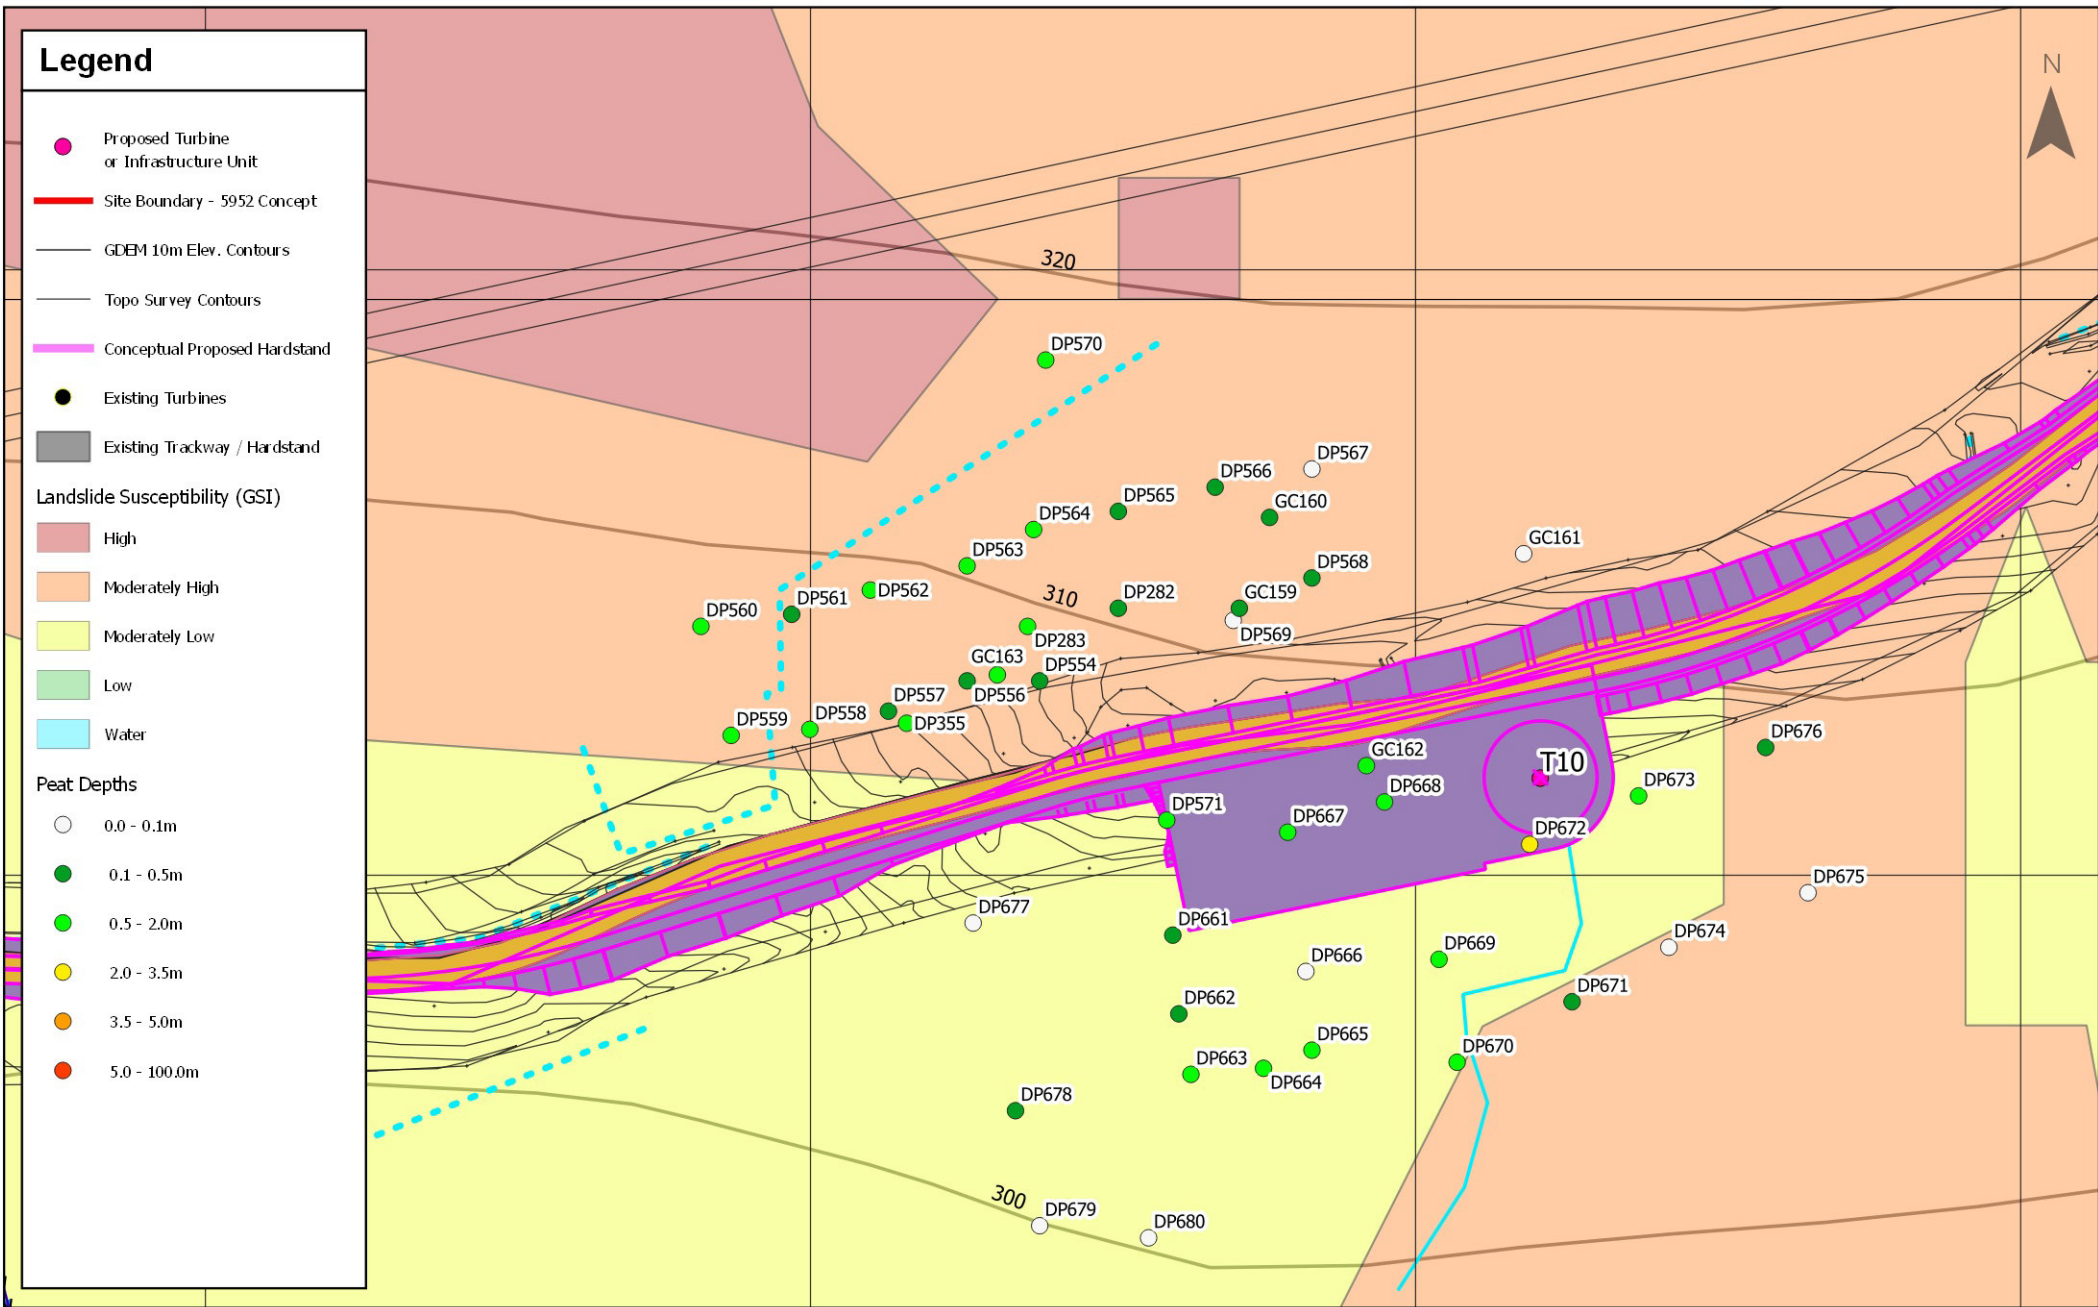 Legend
Proposed Turbine
or Infrastructure Unit
Site Boundary - 5952 Concept
GDEM 10m Elev. Contours
Topo Survey Contours
Conceptual Proposed Hardstand
Existing Turbines
Existing Trackway / Hardstand
Landslide Susceptibility (GSI)
High
Moderately High
Moderately Low
Low
Water
Peat Depths
0.0 - 0.1m
0.1 - 0.5m
0.5 - 2.0m
2.0 - 3.5m
3.5 - 5.0m
5.0 - 100.0m
N
320
DP570
DP567
DP566
DP565
GC160
DP564
GC161
DP563
DP568
DP562
310
DP561
DP282
GC159
DP560
DP569
DP283
GC163
DP554
DP556
DP557
DP559
DP558
DP355
DP676
GC162
T10
DP668
DP673
DP571
DP667
DP672
DP675
DP677
DP661
DP674
DP669
DP666
DP671
DP662
DP665
DP670
DP663
DP664
DP678
300
DP679
DP680